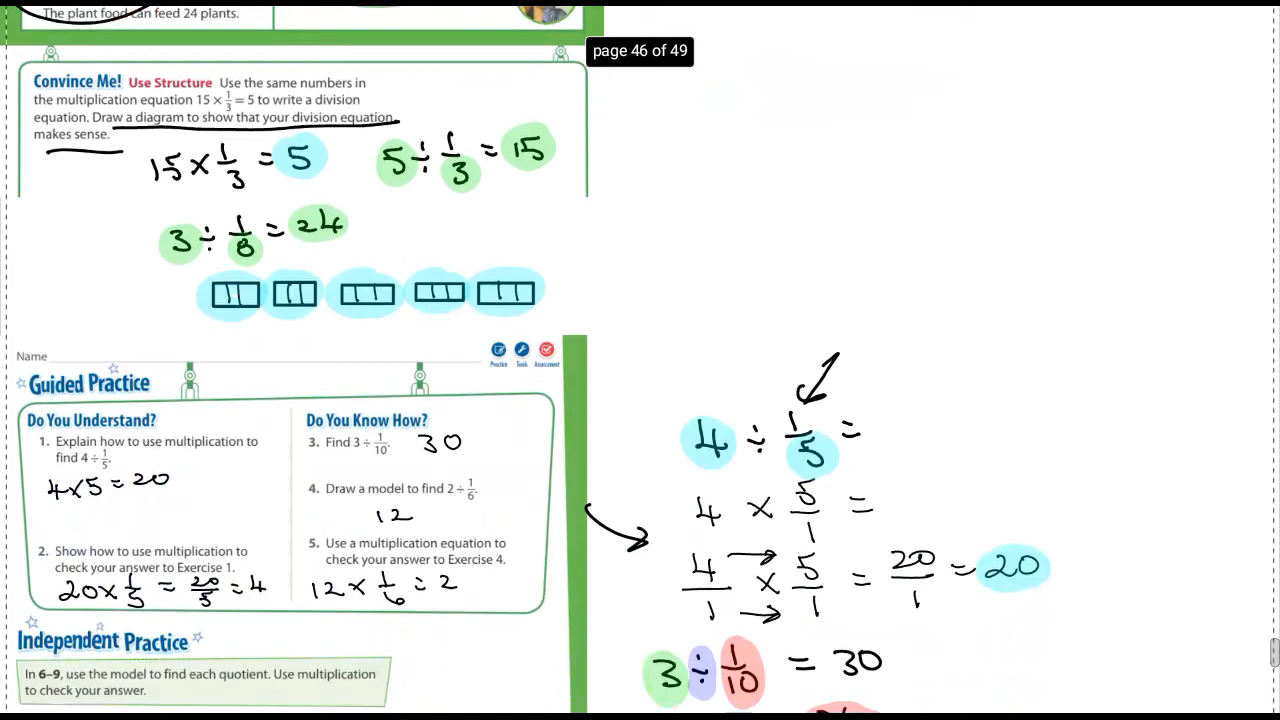 The plant food can feed 24 plants.
page 46 of 49
Convince Me! Use Structure Use the same numbers in
the multiplication equation 15 × 1/3 = 5 to write a division
equation. Draw a diagram to show that your division equation
makes sense.
15 × 1/3 = 5
5 ÷ 1/3 = 15
3 ÷ 1/8 = 24
Name
Practice Tools Assessment
Guided Practice
Do You Understand?
1. Explain how to use multiplication to
find 4 ÷ 1/5.
4×5=20
2. Show how to use multiplication to
check your answer to Exercise 1.
20 × 1/5 = 20/5 = 4
Do You Know How?
3. Find 3 ÷ 1/10. 30
4. Draw a model to find 2 ÷ 1/6.
12
5. Use a multiplication equation to
check your answer to Exercise 4.
12 × 1/6 = 2
Independent Practice
In 6–9, use the model to find each quotient. Use multiplication
to check your answer.
4 ÷ 1/5 =
4 × 5/1 =
4/1 × 5/1 = 20/1 = 20
3 ÷ 1/10 = 30